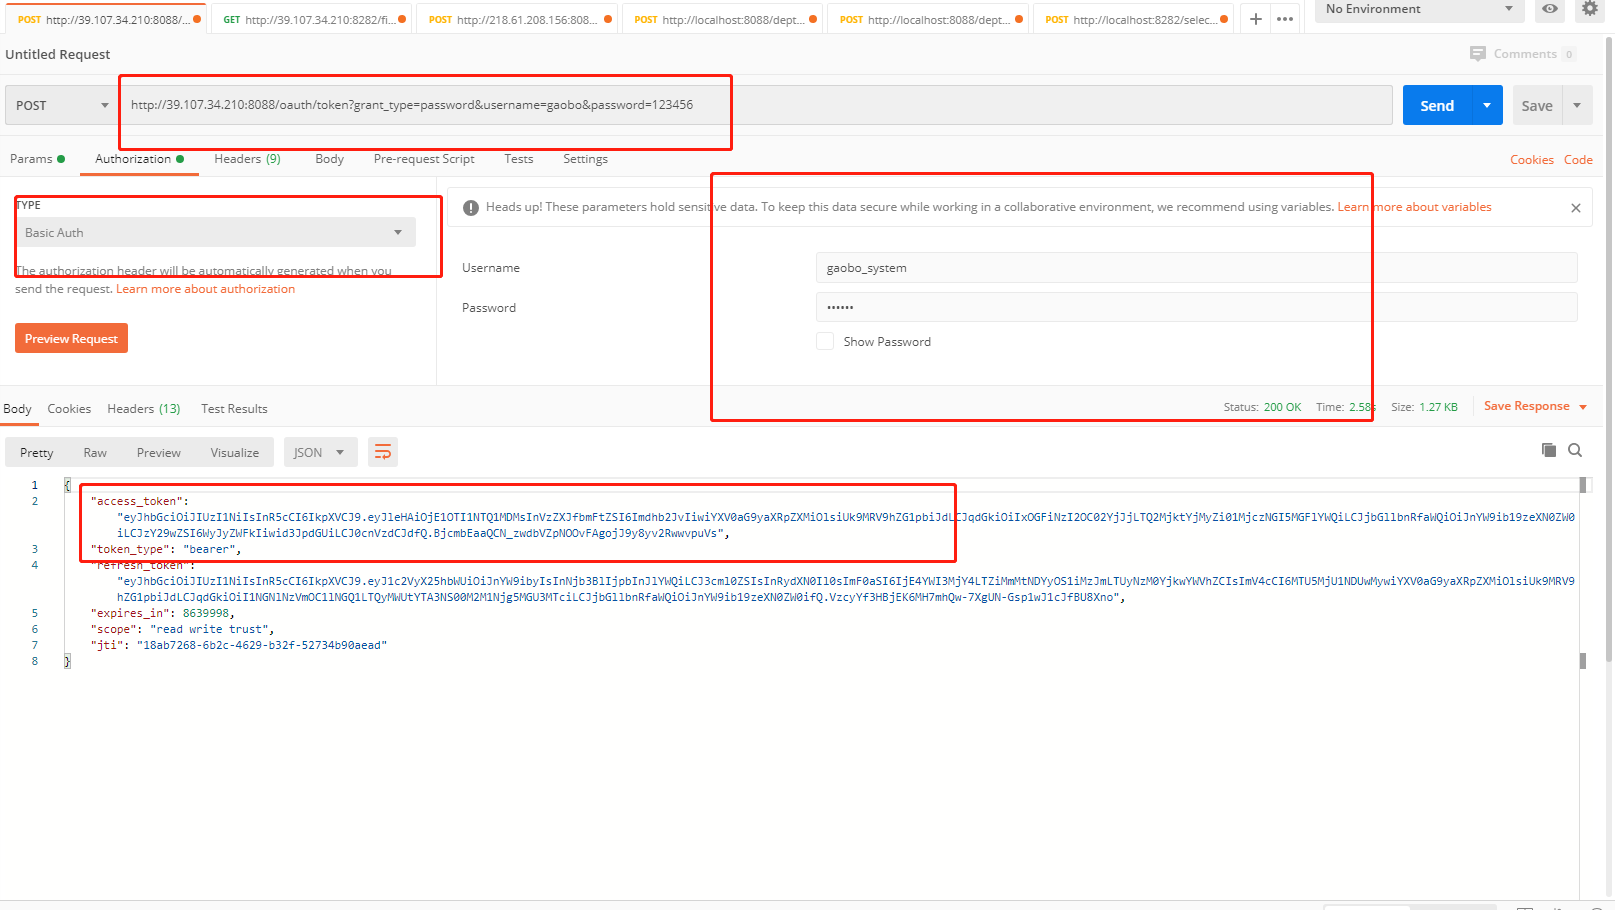 POST http://39.107.34.210:8088/...
GET http://39.107.34.210:8282/fi...
POST http://218.61.208.156:808...
POST http://localhost:8088/dept...
POST http://localhost:8088/dept...
POST http://localhost:8282/selec...
No Environment
Untitled Request
Comments 0
POST
http://39.107.34.210:8088/oauth/token?grant_type=password&username=gaobo&password=123456
Send
Save
Params
Authorization
Headers (9)
Body
Pre-request Script
Tests
Settings
Cookies Code
TYPE
Basic Auth
The authorization header will be automatically generated when you
send the request. Learn more about authorization
Preview Request
Heads up! These parameters hold sensitive data. To keep this data secure while working in a collaborative environment, we recommend using variables. Learn more about variables
Username
gaobo_system
Password
••••••
Show Password
Body
Cookies
Headers (13)
Test Results
Status: 200 OK Time: 2.58s Size: 1.27 KB
Save Response
Pretty
Raw
Preview
Visualize
JSON
1 {
2 "access_token":
"eyJhbGciOiJIUzI1NiIsInR5cCI6IkpXVCJ9.
3 "token_type": "bearer",
4 "refresh_token":
"eyJhbGciOiJIUzI1NiIsInR5cCI6IkpXVCJ9.
5 "expires_in": 8639998,
6 "scope": "read write trust",
7 "jti": "18ab7268-6b2c-4629-b32f-52734b90aead"
8 }